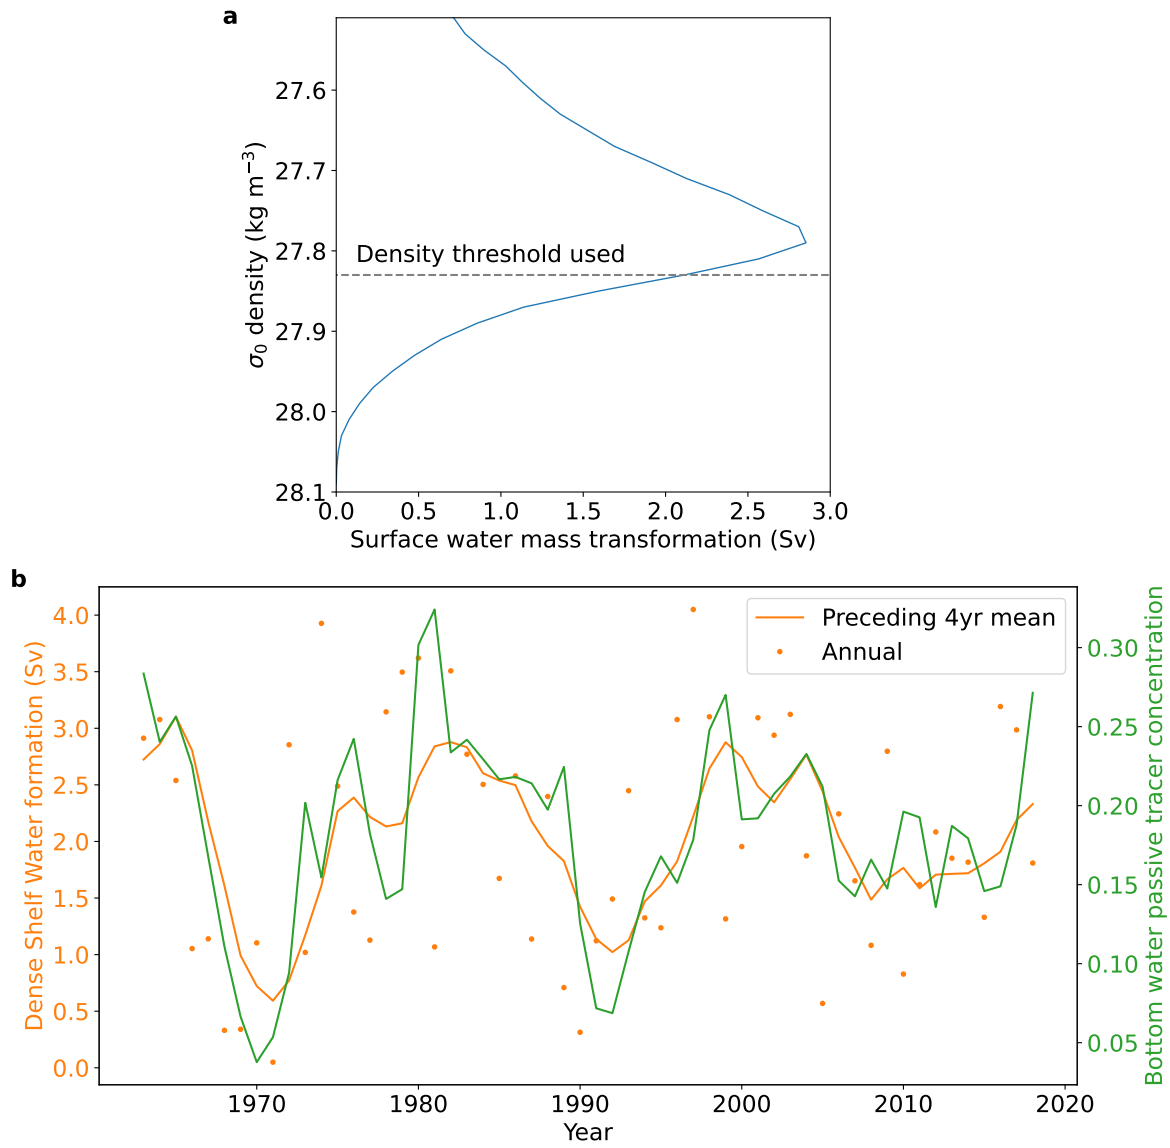 a
27.6
27.7
27.8
27.9
28.0
28.1
σ0 density (kg m−3)
Density threshold used
0.0 0.5 1.0 1.5 2.0 2.5 3.0
Surface water mass transformation (Sv)
b
4.0
3.5
3.0
2.5
2.0
1.5
1.0
0.5
0.0
Dense Shelf Water formation (Sv)
Preceding 4yr mean
Annual
0.30
0.25
0.20
0.15
0.10
0.05
Bottom water passive tracer concentration
1970 1980 1990 2000 2010 2020
Year